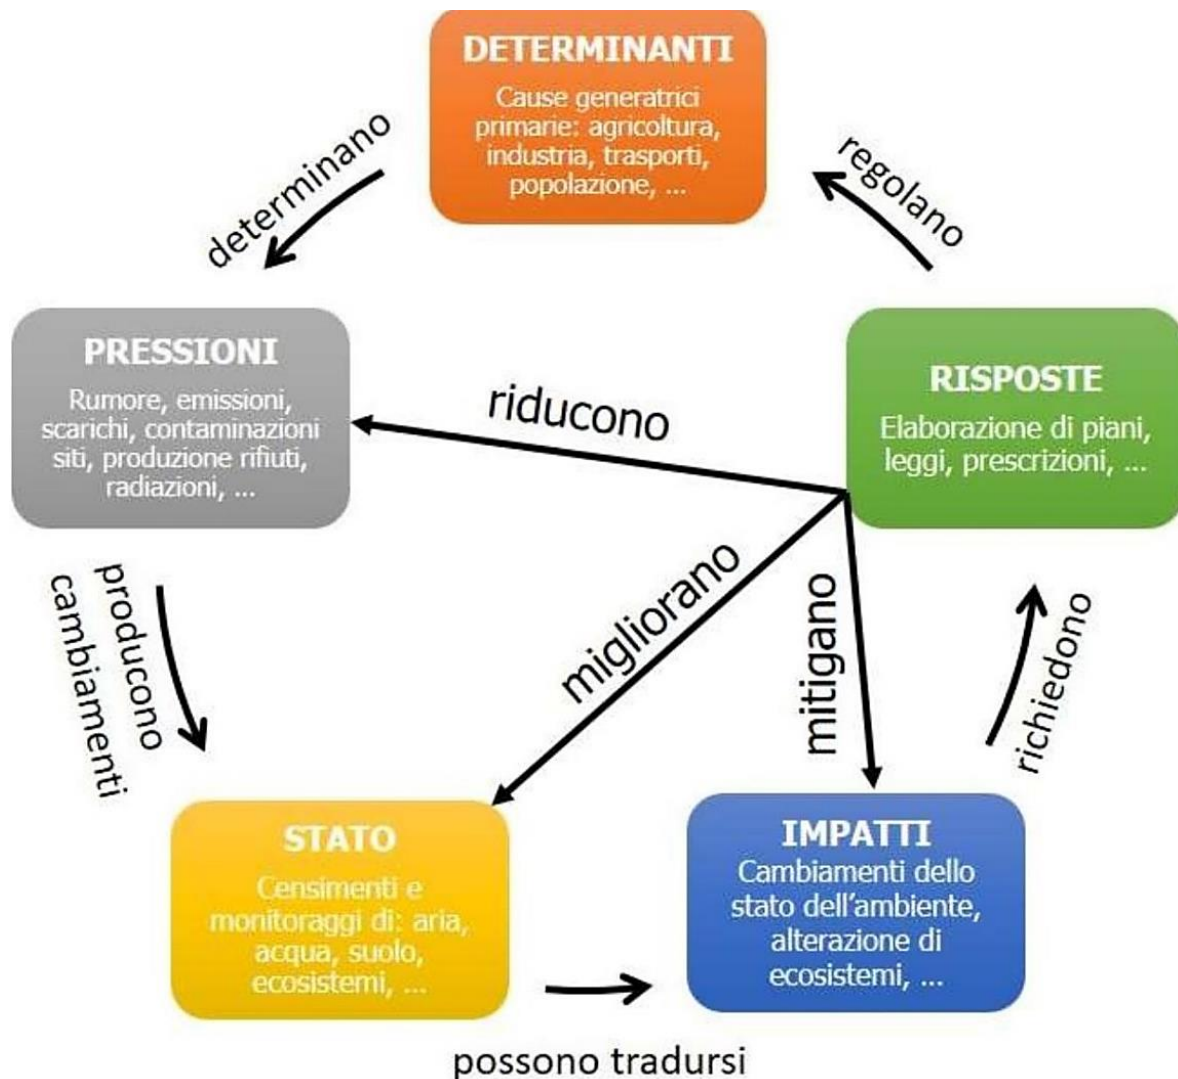 DETERMINANTI
Cause generatrici
primarie: agricoltura,
industria, trasporti,
popolazione, ...
determinano
regolano
PRESSIONI
Rumore, emissioni,
scarichi, contaminazioni
siti, produzione rifiuti,
radiazioni, ...
riducono
RISPOSTE
Elaborazione di piani,
leggi, prescrizioni, ...
producono
cambiamenti
migliorano
mitigano
richiedono
STATO
Censimenti e
monitoraggi di: aria,
acqua, suolo,
ecosistemi, ...
IMPATTI
Cambiamenti dello
stato dell’ambiente,
alterazione di
ecosistemi, ...
possono tradursi